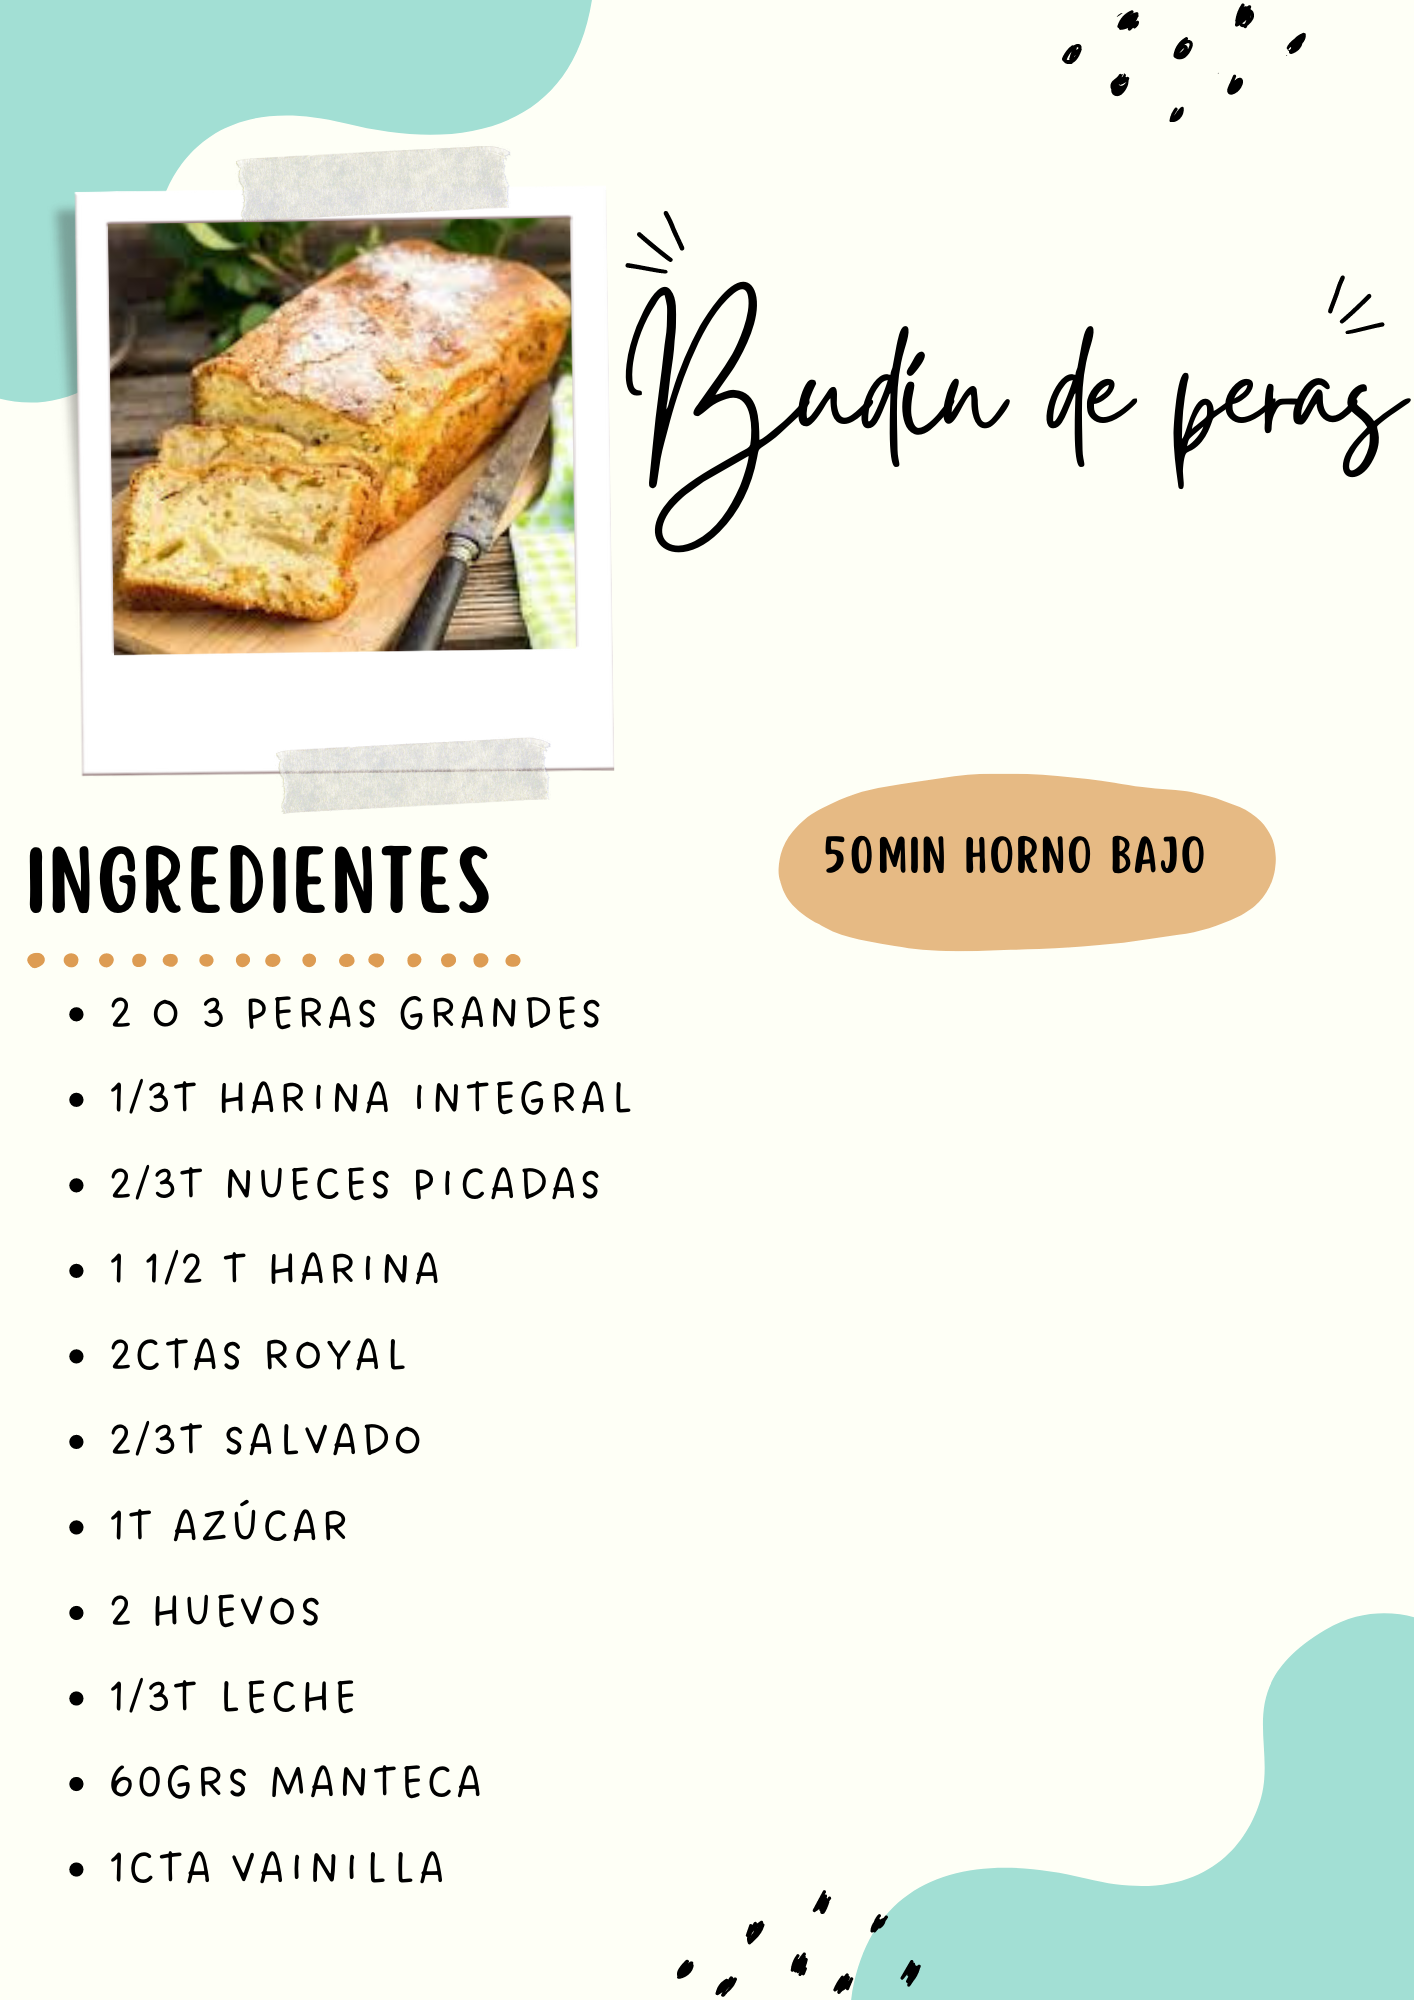 Budín de peras
50MIN HORNO BAJO
INGREDIENTES
2 O 3 PERAS GRANDES
1/3T HARINA INTEGRAL
2/3T NUECES PICADAS
1 1/2 T HARINA
2CTAS ROYAL
2/3T SALVADO
1T AZÚCAR
2 HUEVOS
1/3T LECHE
60GRS MANTECA
1CTA VAINILLA